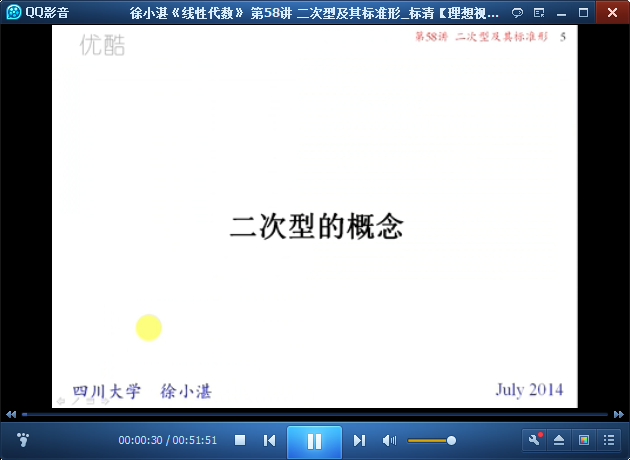 QQ影音
徐小湛《线性代数》 第58讲 二次型及其标准形_标清【理想视...
优酷
第58讲 二次型及其标准形 5
二次型的概念
四川大学 徐小湛
July 2014
00:00:30 / 00:51:51